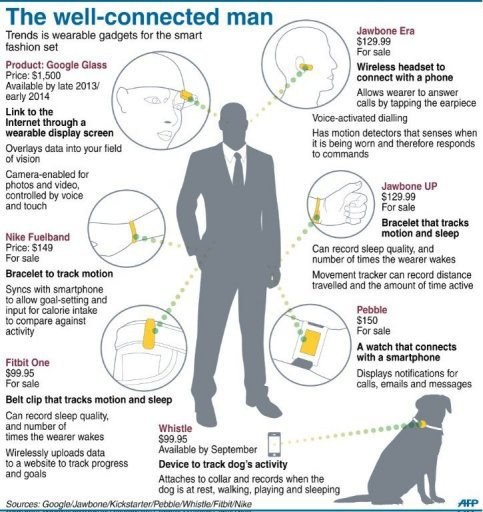 The well-connected man
Trends is wearable gadgets for the smart
fashion set
Product: Google Glass
Price: $1,500
Available by late 2013/
early 2014
Link to the
Internet through a
wearable display screen
Overlays data into your field
of vision
Camera-enabled for
photos and video,
controlled by voice
and touch
Jawbone Era
$129.99
For sale
Wireless headset to
connect with a phone
Allows wearer to answer
calls by tapping the earpiece
Voice-activated dialling
Has motion detectors that senses when
it is being worn and therefore responds
to commands
Jawbone UP
$129.99
For sale
Bracelet that tracks
motion and sleep
Can record sleep quality, and
number of times the wearer wakes
Movement tracker can record distance
travelled and the amount of time active
Nike Fuelband
Price: $149
For sale
Bracelet to track motion
Syncs with smartphone
to allow goal-setting and
input for calorie intake
to compare against
activity
Pebble
$150
For sale
A watch that connects
with a smartphone
Displays notifications for
calls, emails and messages
Fitbit One
$99.95
For sale
Belt clip that tracks motion and sleep
Can record sleep quality,
and number of
times the wearer wakes
Wirelessly uploads data
to a website to track progress
and goals
Whistle
$99.95
Available by September
Device to track dog's activity
Attaches to collar and records when the
dog is at rest, walking, playing and sleeping
Sources: Google/Jawbone/Kickstarter/Pebble/Whistle/Fitbit/Nike
AFP